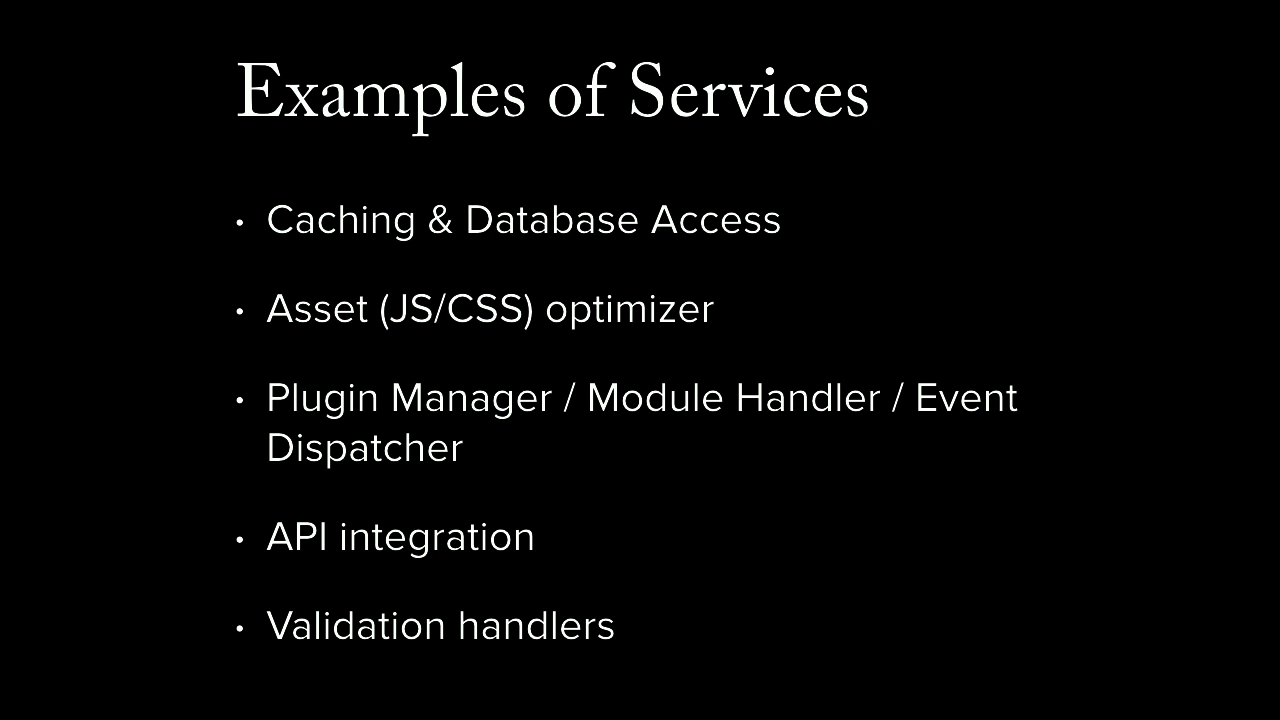 Examples of Services
• Caching & Database Access
• Asset (JS/CSS) optimizer
• Plugin Manager / Module Handler / Event
Dispatcher
• API integration
• Validation handlers